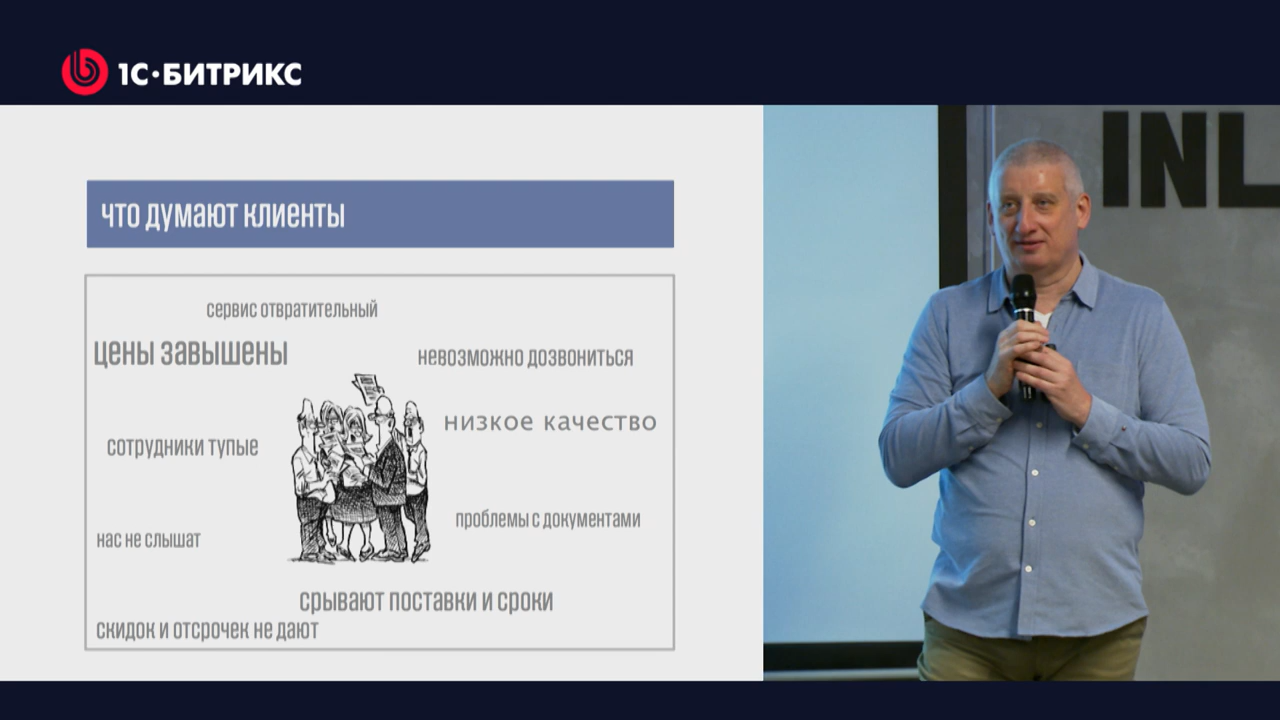 1С·БИТРИКС
что думают клиенты
сервис отвратительный
цены завышены
невозможно дозвониться
низкое качество
сотрудники тупые
проблемы с документами
нас не слышат
срывают поставки и сроки
скидок и отсрочек не дают
INL